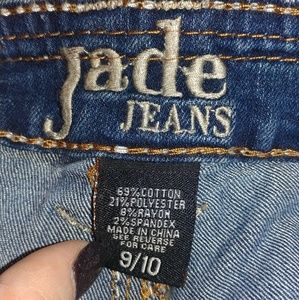 Jade
JEANS
69% COTTON
21% POLYESTER
8% RAYON
2% SPANDEX
MADE IN CHINA
SEE REVERSE
FOR CARE
9/10